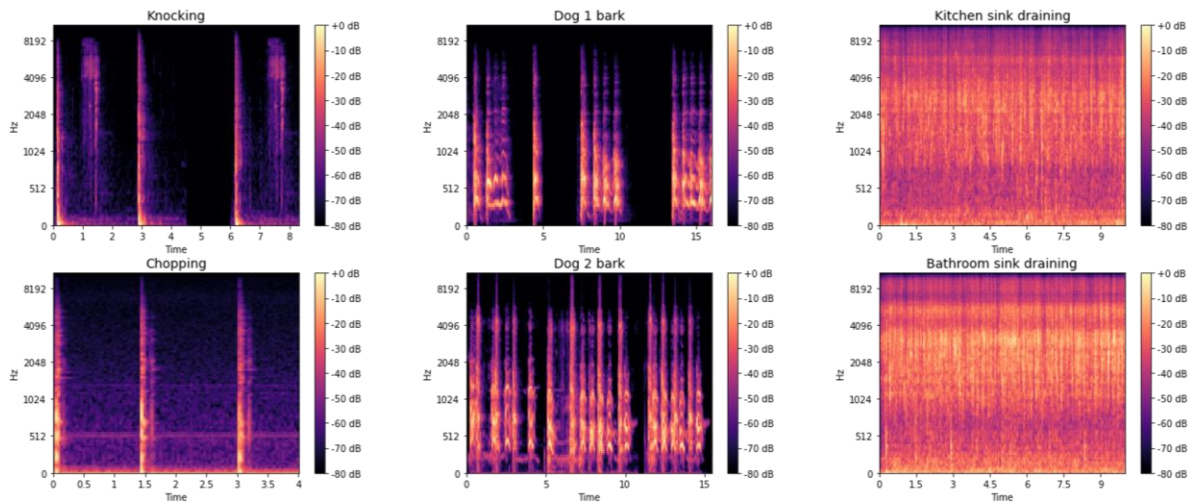 Knocking
8192
4096
2048
1024
512
0
Hz
0 1 2 3 4 5 6 7 8
Time
+0 dB
-10 dB
-20 dB
-30 dB
-40 dB
-50 dB
-60 dB
-70 dB
-80 dB
Dog 1 bark
8192
4096
2048
1024
512
0
Hz
0 5 10 15
Time
+0 dB
-10 dB
-20 dB
-30 dB
-40 dB
-50 dB
-60 dB
-70 dB
-80 dB
Kitchen sink draining
8192
4096
2048
1024
512
0
Hz
0 1.5 3 4.5 6 7.5 9
Time
+0 dB
-10 dB
-20 dB
-30 dB
-40 dB
-50 dB
-60 dB
-70 dB
-80 dB
Chopping
8192
4096
2048
1024
512
0
Hz
0 0.5 1 1.5 2 2.5 3 3.5 4
Time
+0 dB
-10 dB
-20 dB
-30 dB
-40 dB
-50 dB
-60 dB
-70 dB
-80 dB
Dog 2 bark
8192
4096
2048
1024
512
0
Hz
0 5 10 15
Time
+0 dB
-10 dB
-20 dB
-30 dB
-40 dB
-50 dB
-60 dB
-70 dB
-80 dB
Bathroom sink draining
8192
4096
2048
1024
512
0
Hz
0 1.5 3 4.5 6 7.5 9
Time
+0 dB
-10 dB
-20 dB
-30 dB
-40 dB
-50 dB
-60 dB
-70 dB
-80 dB